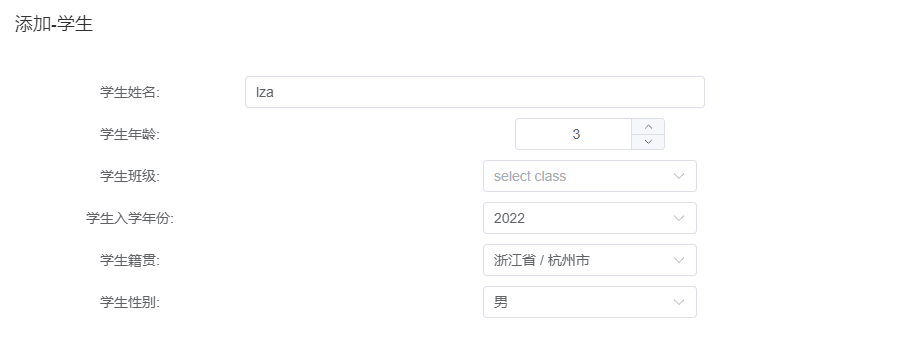 添加-学生
学生姓名: lza
学生年龄: 3
学生班级: select class
学生入学年份: 2022
学生籍贯: 浙江省 / 杭州市
学生性别: 男